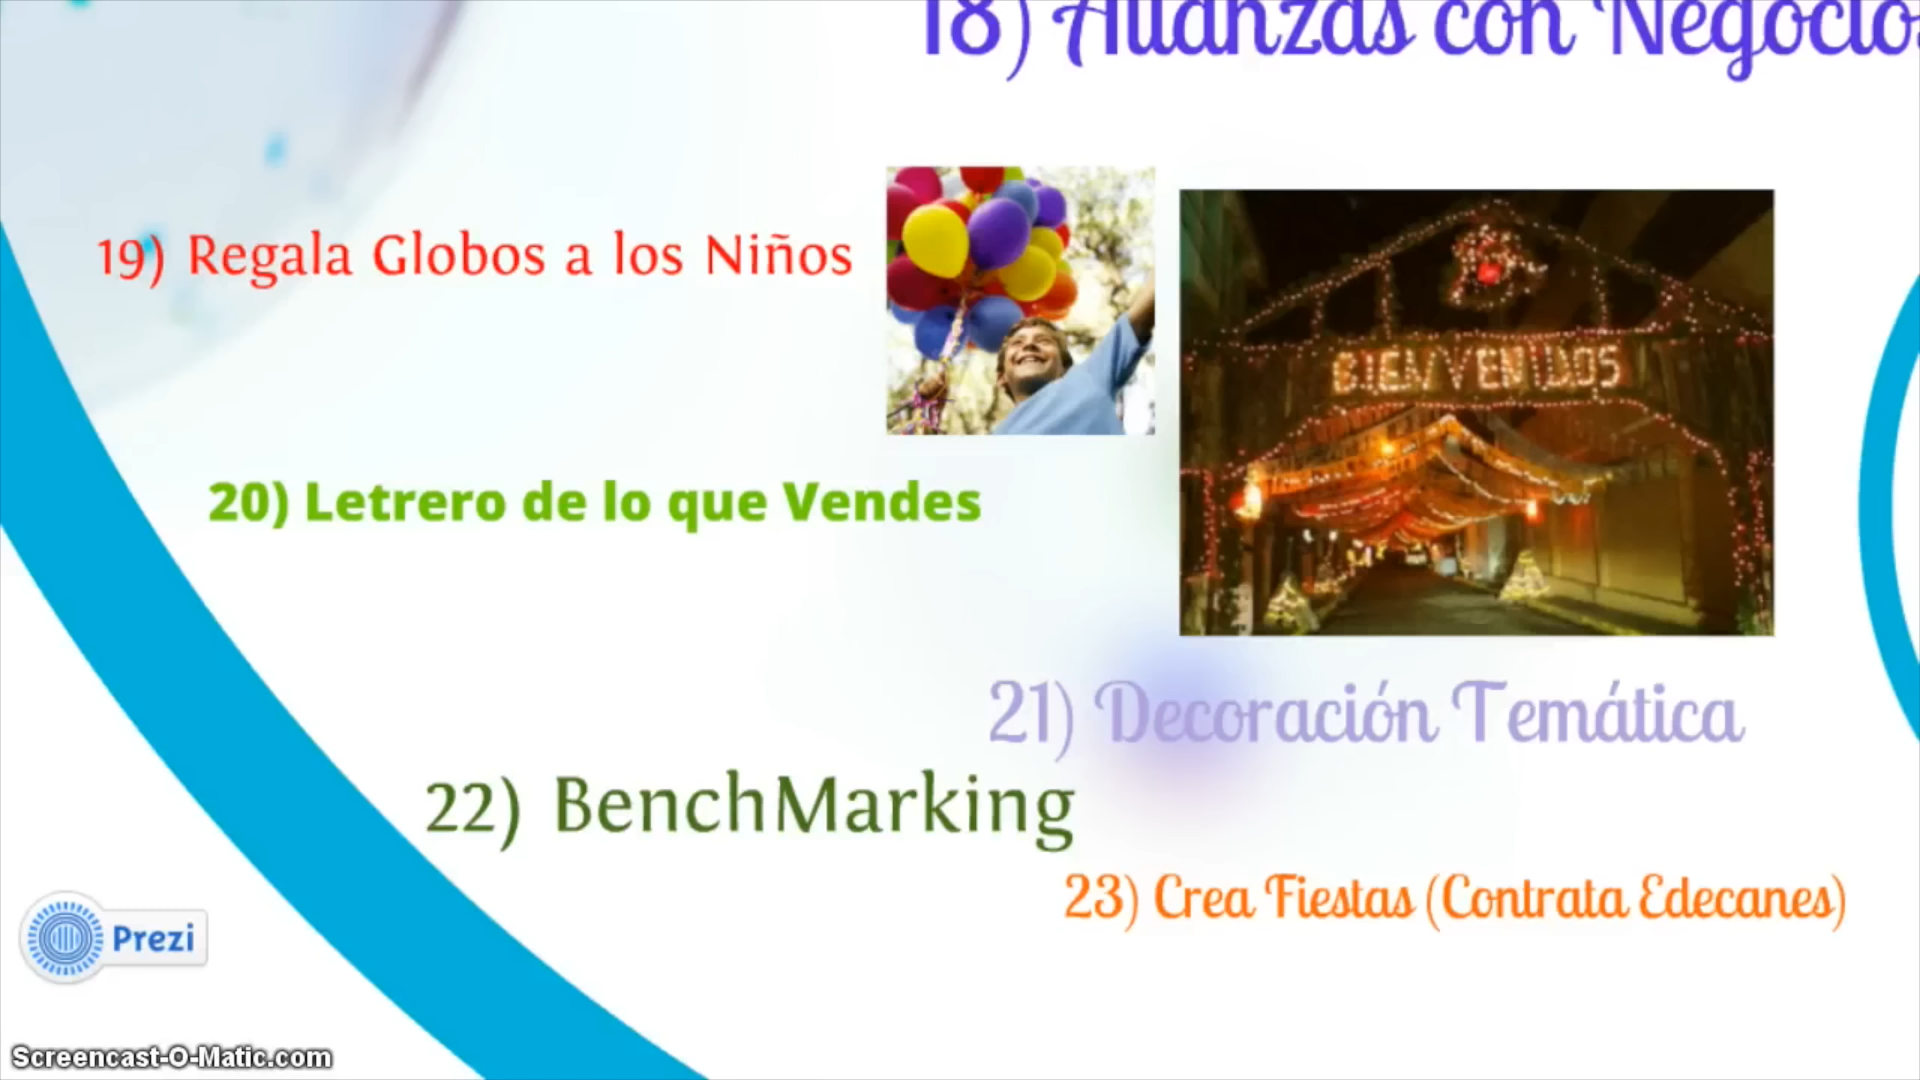 18) Alianzas con Negocios
19) Regala Globos a los Niños
BIENVENIDOS
20) Letrero de lo que Vendes
21) Decoración Temática
22) BenchMarking
23) Crea Fiestas (Contrata Edecanes)
Prezi
Screencast-O-Matic.com